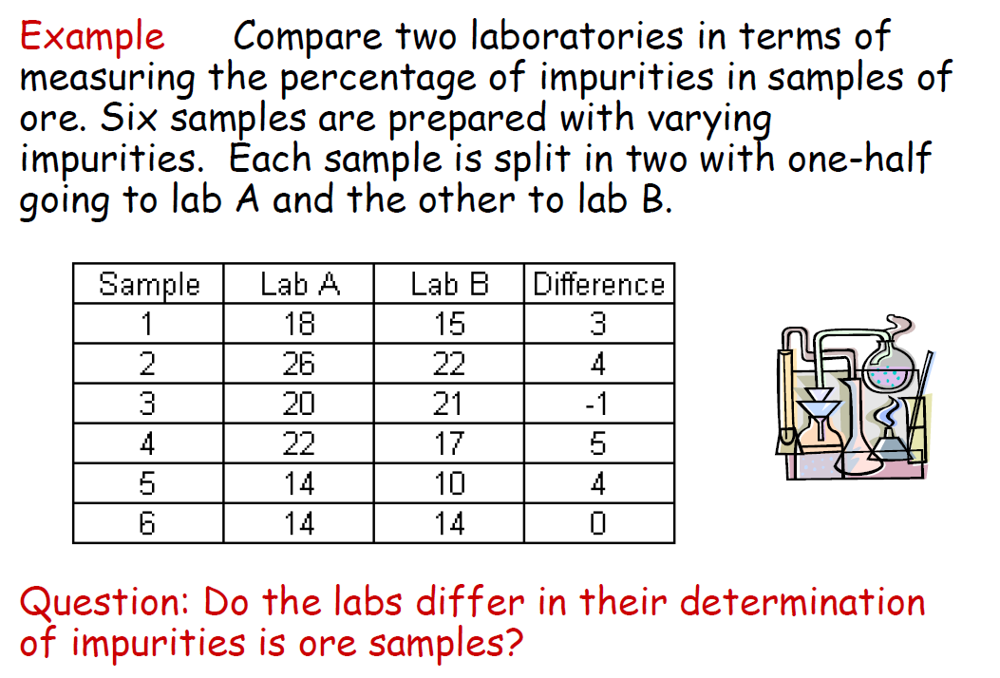 Example Compare two laboratories in terms of
measuring the percentage of impurities in samples of
ore. Six samples are prepared with varying
impurities. Each sample is split in two with one-half
going to lab A and the other to lab B.
Sample Lab A Lab B Difference
1 18 15 3
2 26 22 4
3 20 21 -1
4 22 17 5
5 14 10 4
6 14 14 0
Question: Do the labs differ in their determination
of impurities is ore samples?